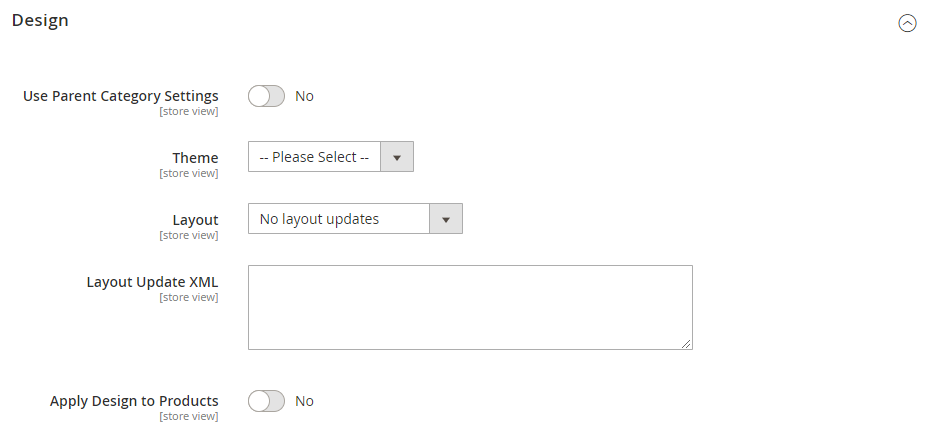 Design
Use Parent Category Settings
[store view]
No
Theme
[store view]
-- Please Select --
Layout
[store view]
No layout updates
Layout Update XML
[store view]
Apply Design to Products
[store view]
No